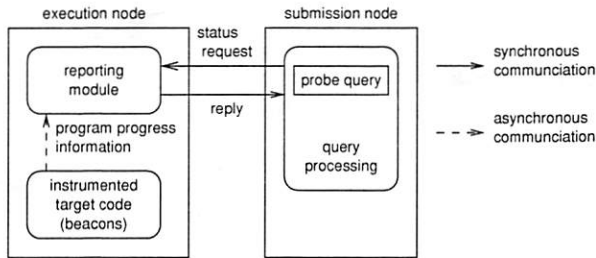 execution node
submission node
reporting
module
status
request
reply
probe query
query
processing
program progress
information
instrumented
target code
(beacons)
synchronous
communciation
asynchronous
communciation